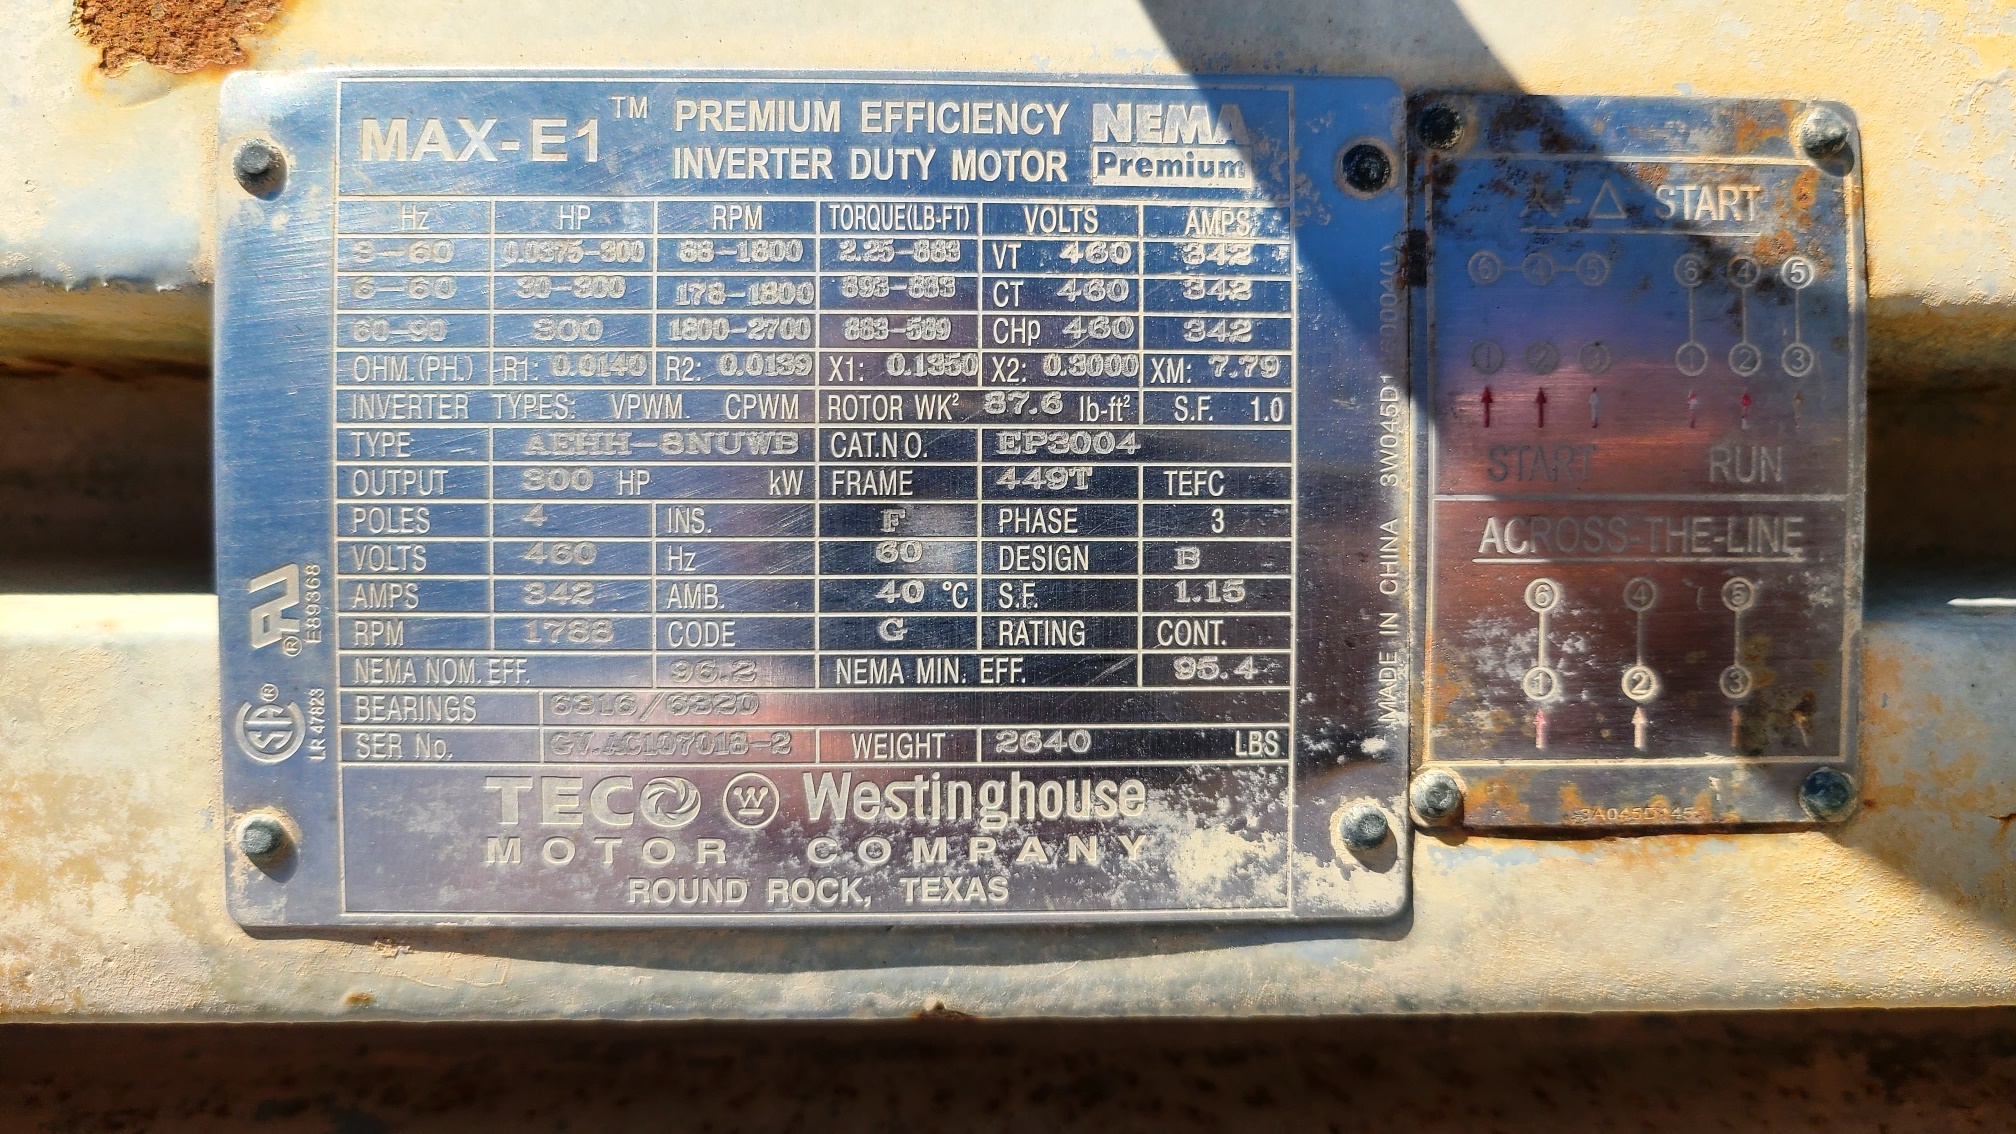 MAX-E1™ PREMIUM EFFICIENCY NEMA
INVERTER DUTY MOTOR Premium
Hz HP RPM TORQUE(LB-FT) VOLTS AMPS
3-60 0.0375-300 88-1800 2.25-883 VT 460 342
6-60 30-300 178-1800 893-883 CT 460 342
60-90 300 1800-2700 883-589 CHp 460 342
OHM.(PH.) R1: 0.0140 R2: 0.0139 X1: 0.1350 X2: 0.3000 XM: 7.79
INVERTER TYPES: VPWM CPWM ROTOR WK² 87.6 lb-ft² S.F. 1.0
TYPE AEHH-8NUWB CAT.NO. EP3004
OUTPUT 300 HP kW FRAME 449T TEFC
POLES 4 INS. F PHASE 3
VOLTS 460 Hz 60 DESIGN B
AMPS 342 AMB. 40 °C S.F. 1.15
RPM 1788 CODE G RATING CONT.
NEMA NOM. EFF. 96.2 NEMA MIN. EFF. 95.4
BEARINGS 6316/6320
SER No. GV.AC107018-2 WEIGHT 2640 LBS
TECO W Westinghouse
MOTOR COMPANY
ROUND ROCK, TEXAS
® E89368
® LR 47823
MADE IN CHINA 3W045D1
Y-Δ START
6 4 5 6 4 5
1 2 3 1 2 3
START RUN
ACROSS-THE-LINE
6 4 5
1 2 3